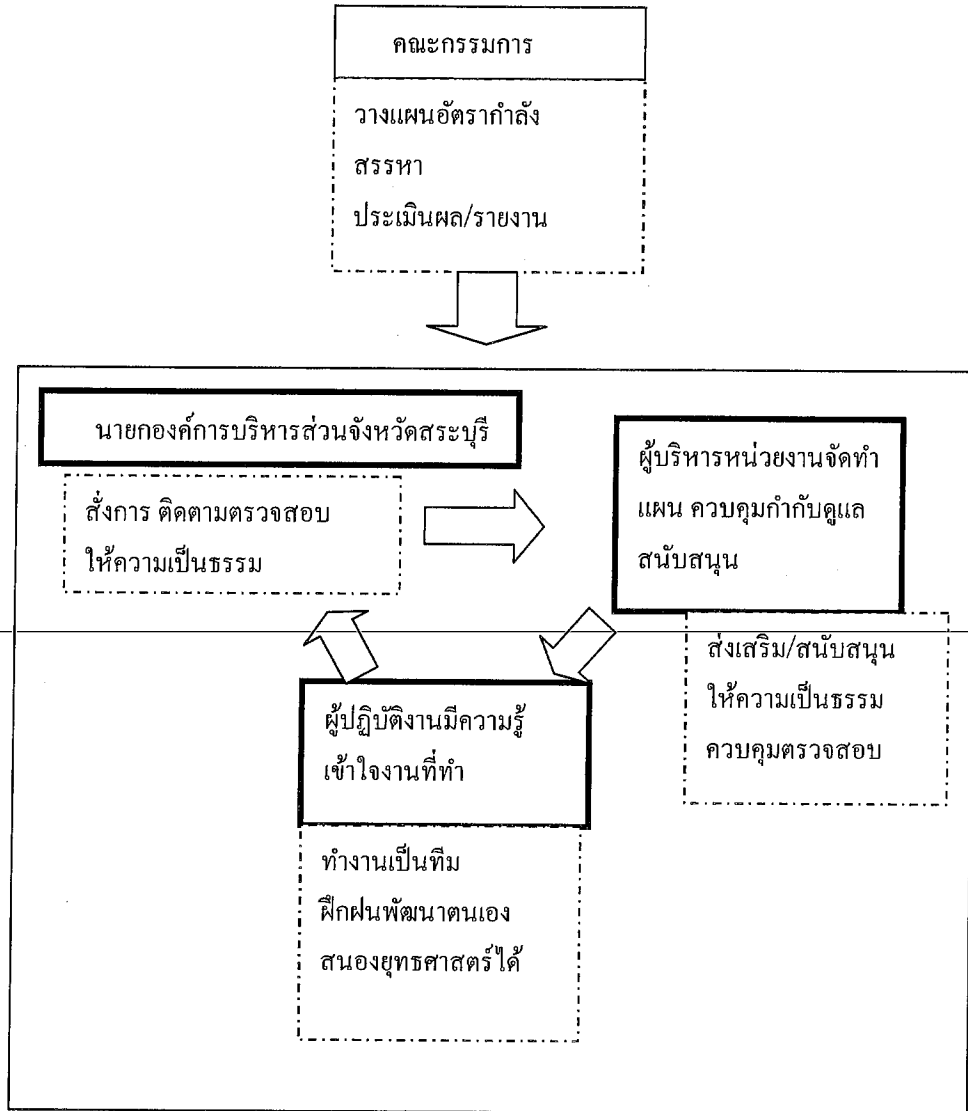 คณะกรรมการ
วางแผนอัตรากำลัง
สรรหา
ประเมินผล/รายงาน
นายกองค์การบริหารส่วนจังหวัดสระบุรี
สั่งการ ติดตามตรวจสอบ
ให้ความเป็นธรรม
ผู้บริหารหน่วยงานจัดทำ
แผน ควบคุมกำกับดูแล
สนับสนุน
ส่งเสริม/สนับสนุน
ให้ความเป็นธรรม
ควบคุมตรวจสอบ
ผู้ปฏิบัติงานมีความรู้
เข้าใจงานที่ทำ
ทำงานเป็นทีม
ฝึกฝนพัฒนาตนเอง
สนองยุทธศาสตร์ได้